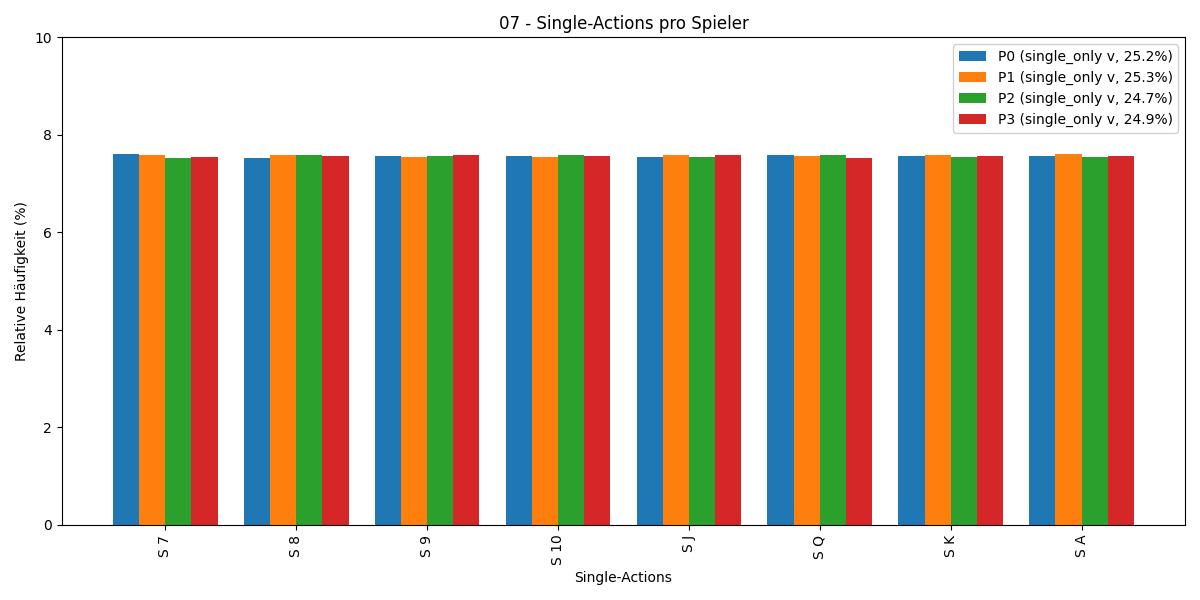 07 - Single-Actions pro Spieler
P0 (single_only v, 25.2%)
P1 (single_only v, 25.3%)
P2 (single_only v, 24.7%)
P3 (single_only v, 24.9%)
Relative Häufigkeit (%)
10
8
6
4
2
0
S 7
S 8
S 9
S 10
S J
S Q
S K
S A
Single-Actions